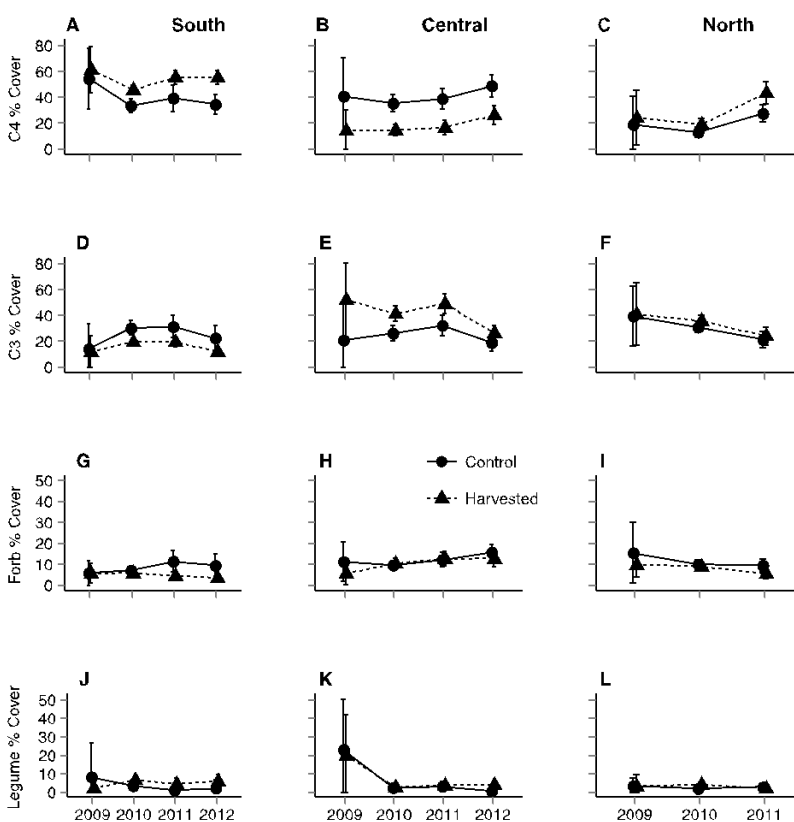 A South B Central C North
C4 % Cover
80
60
40
20
0
D E F
C3 % Cover
80
60
40
20
0
G H I
Forb % Cover
50
40
30
20
10
0
Control
Harvested
J K L
Legume % Cover
50
40
30
20
10
0
2009 2010 2011 2012 2009 2010 2011 2012 2009 2010 2011